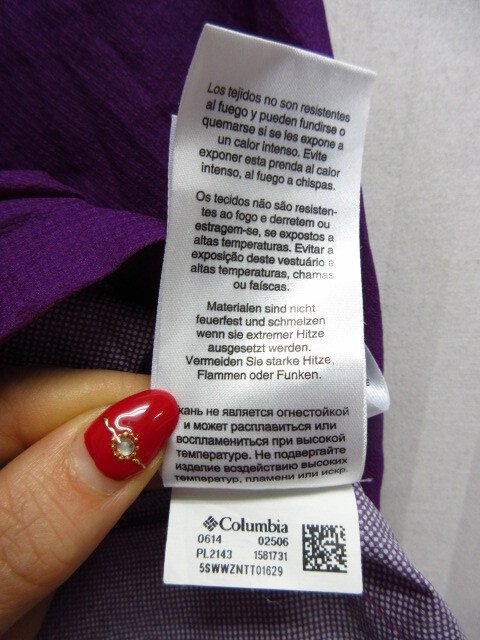 Los tejidos no son resistentes
al fuego y pueden fundirse o
quemarse si se les expone a
un calor intenso. Evite
exponer esta prenda al calor
intenso, al fuego a chispas.
Os tecidos não são resisten-
tes ao fogo e derretem ou
estragem-se, se expostos a
altas temperaturas. Evitar a
exposição deste vestuário a
altas temperaturas, chamas
ou faíscas.
Materialen sind nicht
feuerfest und schmelzen
wenn sie extremer Hitze
ausgesetzt werden.
Vermeiden Sie starke Hitze,
Flammen oder Funken.
не является огнестойкой
и может расплавиться или
воспламениться при высокой
температуре. Не подвергайте
изделие воздействию высоких
температур, пламени или искр.
Columbia
0614 02506
PL2143 1581731
5SWWZNTT01629